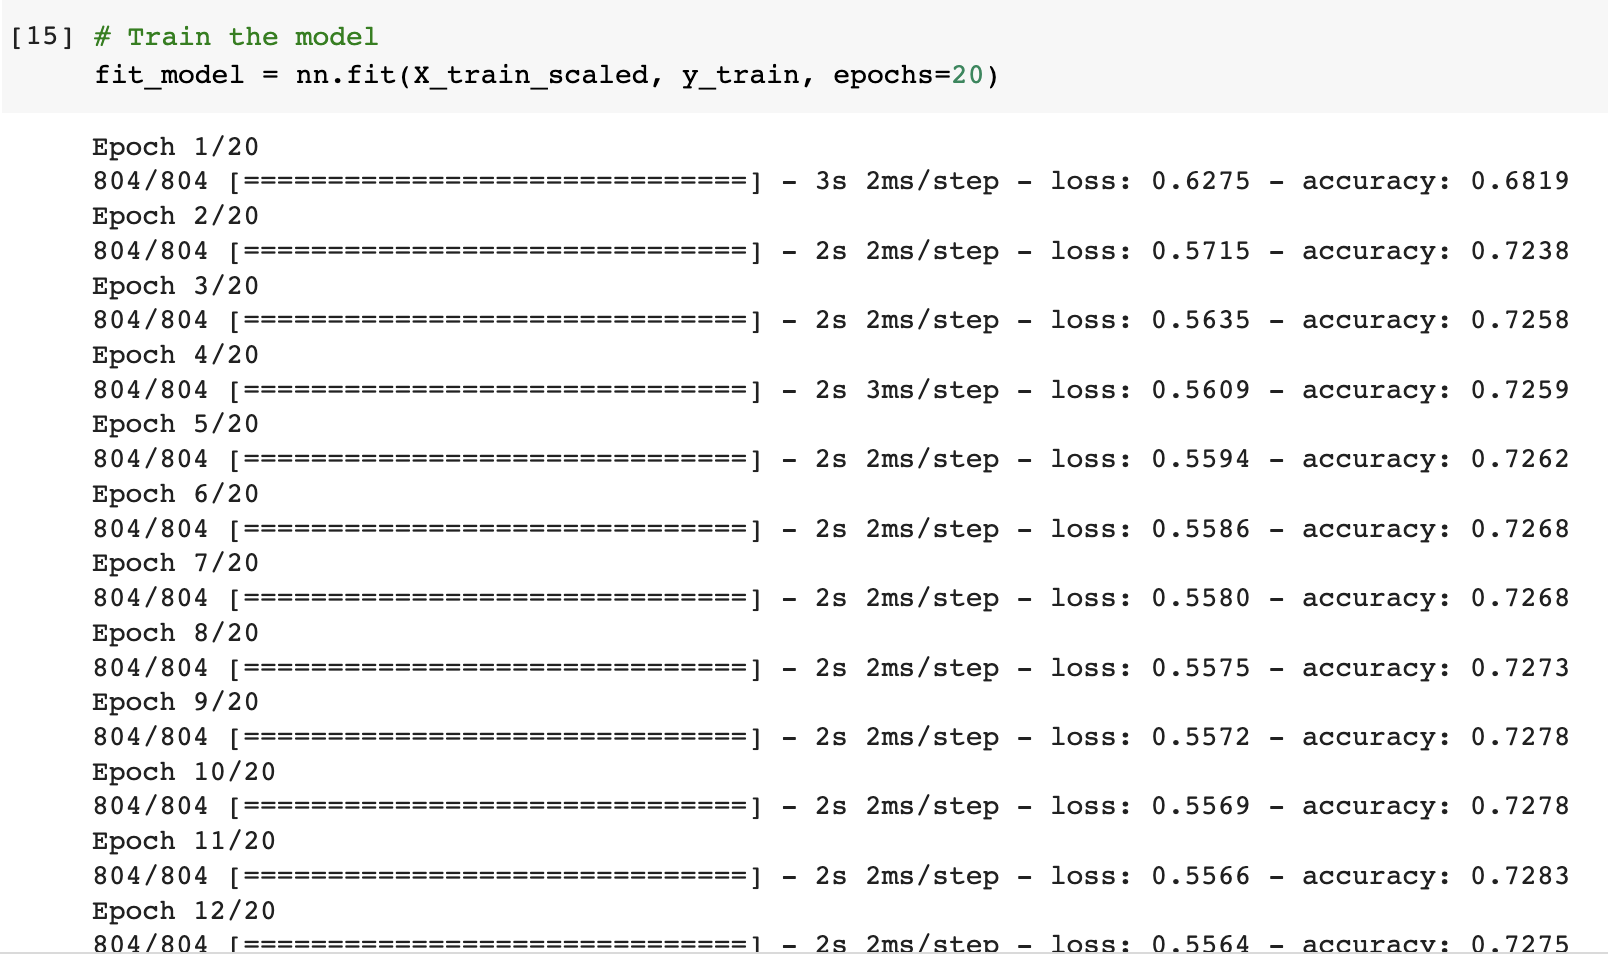 [15] # Train the model
fit_model = nn.fit(X_train_scaled, y_train, epochs=20)
Epoch 1/20
804/804 [==============================] - 3s 2ms/step - loss: 0.6275 - accuracy: 0.6819
Epoch 2/20
804/804 [==============================] - 2s 2ms/step - loss: 0.5715 - accuracy: 0.7238
Epoch 3/20
804/804 [==============================] - 2s 2ms/step - loss: 0.5635 - accuracy: 0.7258
Epoch 4/20
804/804 [==============================] - 2s 3ms/step - loss: 0.5609 - accuracy: 0.7259
Epoch 5/20
804/804 [==============================] - 2s 2ms/step - loss: 0.5594 - accuracy: 0.7262
Epoch 6/20
804/804 [==============================] - 2s 2ms/step - loss: 0.5586 - accuracy: 0.7268
Epoch 7/20
804/804 [==============================] - 2s 2ms/step - loss: 0.5580 - accuracy: 0.7268
Epoch 8/20
804/804 [==============================] - 2s 2ms/step - loss: 0.5575 - accuracy: 0.7273
Epoch 9/20
804/804 [==============================] - 2s 2ms/step - loss: 0.5572 - accuracy: 0.7278
Epoch 10/20
804/804 [==============================] - 2s 2ms/step - loss: 0.5569 - accuracy: 0.7278
Epoch 11/20
804/804 [==============================] - 2s 2ms/step - loss: 0.5566 - accuracy: 0.7283
Epoch 12/20
804/804 [==============================] - 2s 2ms/step - loss: 0.5564 - accuracy: 0.7275